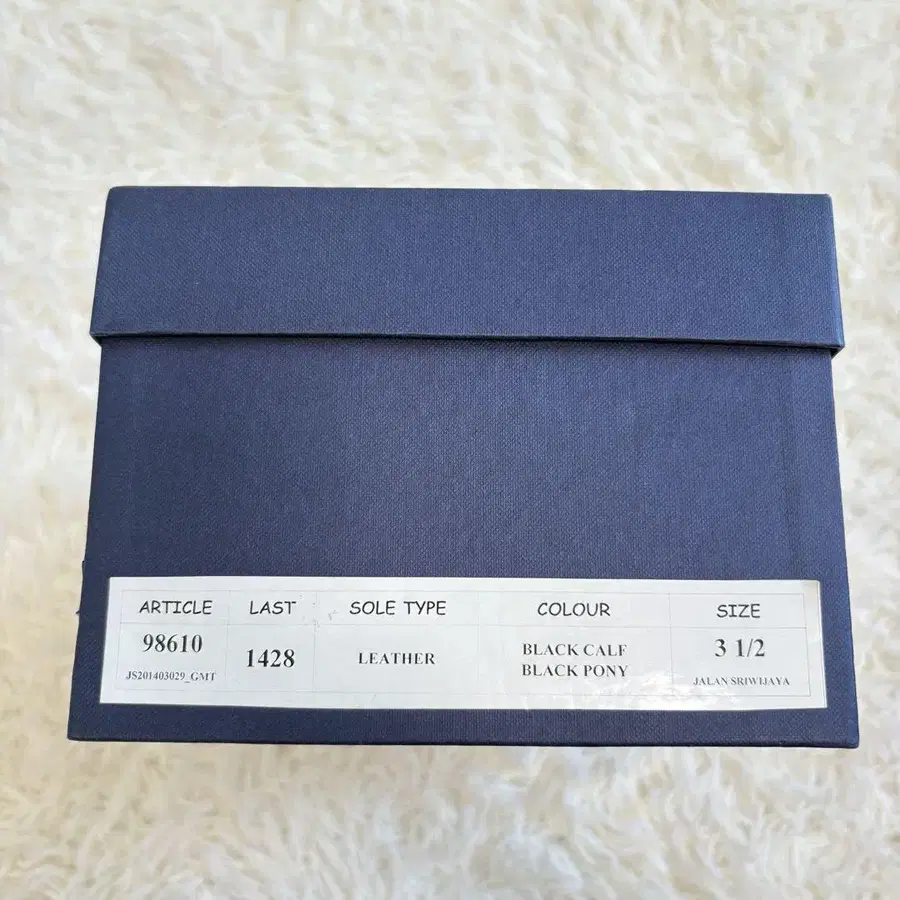 ARTICLE LAST SOLE TYPE COLOUR SIZE
98610 1428 LEATHER BLACK CALF 3 1/2
BLACK PONY
JS201403029_GMT JALAN SRIWIJAYA